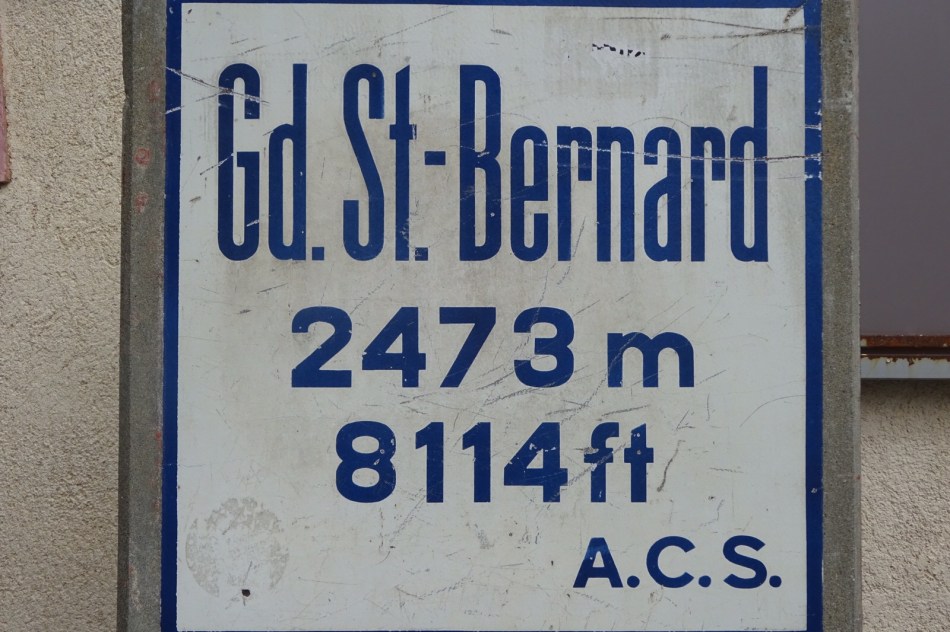 Gd. St.-Bernard
2473 m
8114 ft
A.C.S.